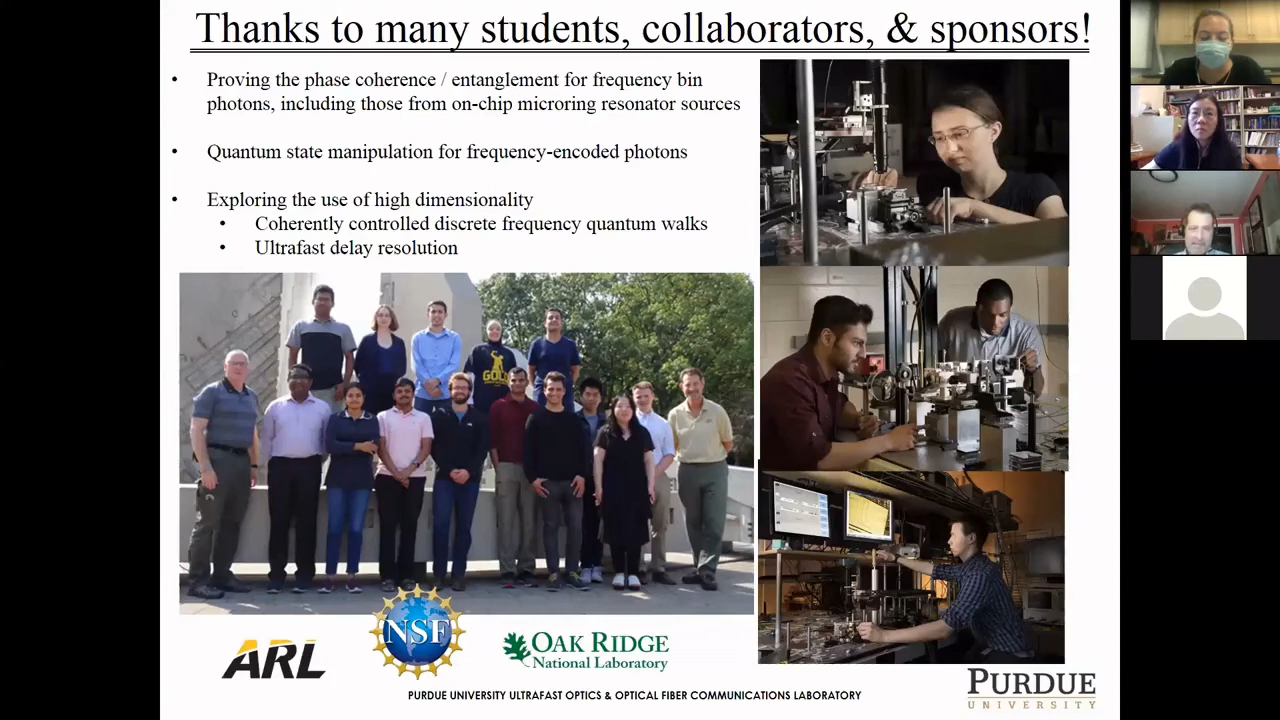 Thanks to many students, collaborators, & sponsors!
• Proving the phase coherence / entanglement for frequency bin
photons, including those from on-chip microring resonator sources
• Quantum state manipulation for frequency-encoded photons
• Exploring the use of high dimensionality
• Coherently controlled discrete frequency quantum walks
• Ultrafast delay resolution
ARL
NSF
OAK RIDGE
National Laboratory
PURDUE UNIVERSITY ULTRAFAST OPTICS & OPTICAL FIBER COMMUNICATIONS LABORATORY
PURDUE
UNIVERSITY